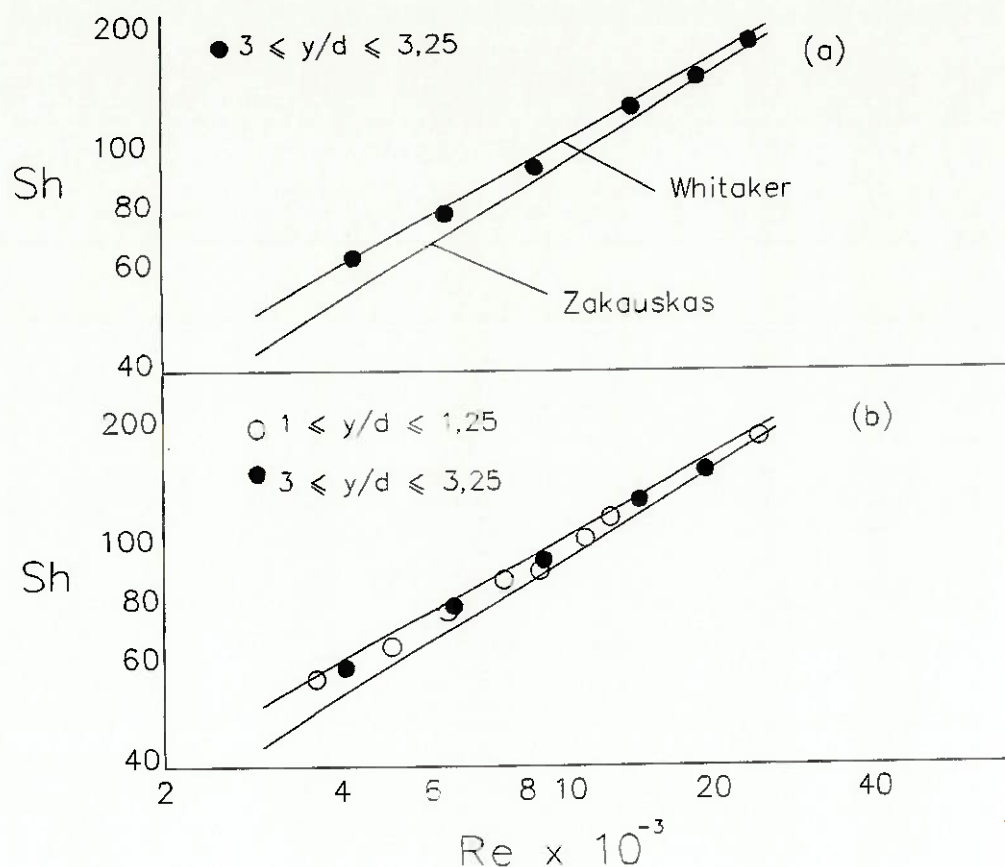 200
● 3 ⩽ y/d ⩽ 3,25
(a)
100
Sh
Whitaker
80
60
Zakauskas
40
200
○ 1 ⩽ y/d ⩽ 1,25
(b)
● 3 ⩽ y/d ⩽ 3,25
100
Sh
80
60
40
2 4 6 8 10 20 40
Re x 10⁻³